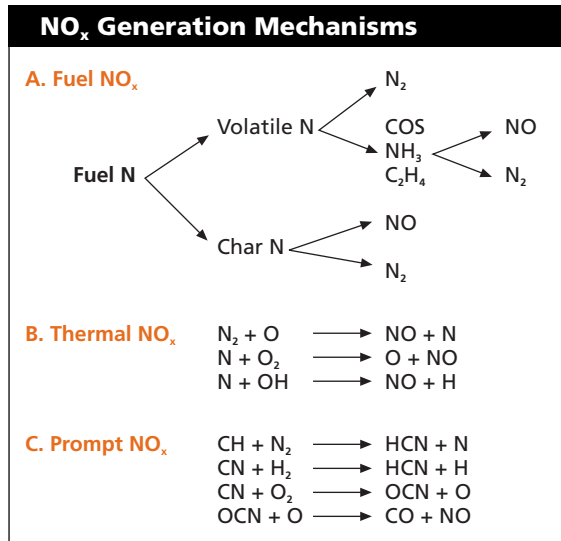 NOₓ Generation Mechanisms
A. Fuel NOₓ
N₂
Volatile N
COS
NO
NH₃
Fuel N
C₂H₄
N₂
NO
Char N
N₂
B. Thermal NOₓ
N₂ + O → NO + N
N + O₂ → O + NO
N + OH → NO + H
C. Prompt NOₓ
CH + N₂ → HCN + N
CN + H₂ → HCN + H
CN + O₂ → OCN + O
OCN + O → CO + NO